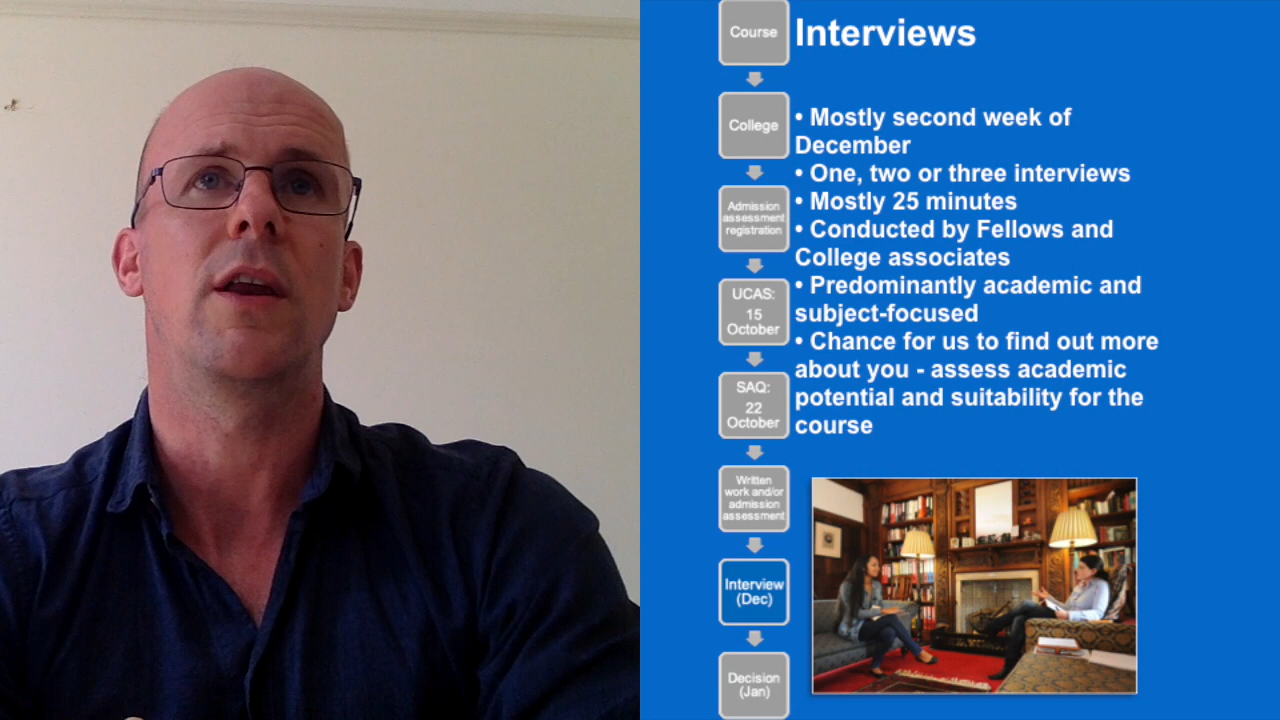 Course
Interviews
College
• Mostly second week of
December
• One, two or three interviews
• Mostly 25 minutes
• Conducted by Fellows and
College associates
• Predominantly academic and
subject-focused
• Chance for us to find out more
about you - assess academic
potential and suitability for the
course
Admission
assessment
registration
UCAS:
15
October
SAQ:
22
October
Written
work and/or
admission
assessment
Interview
(Dec)
Decision
(Jan)